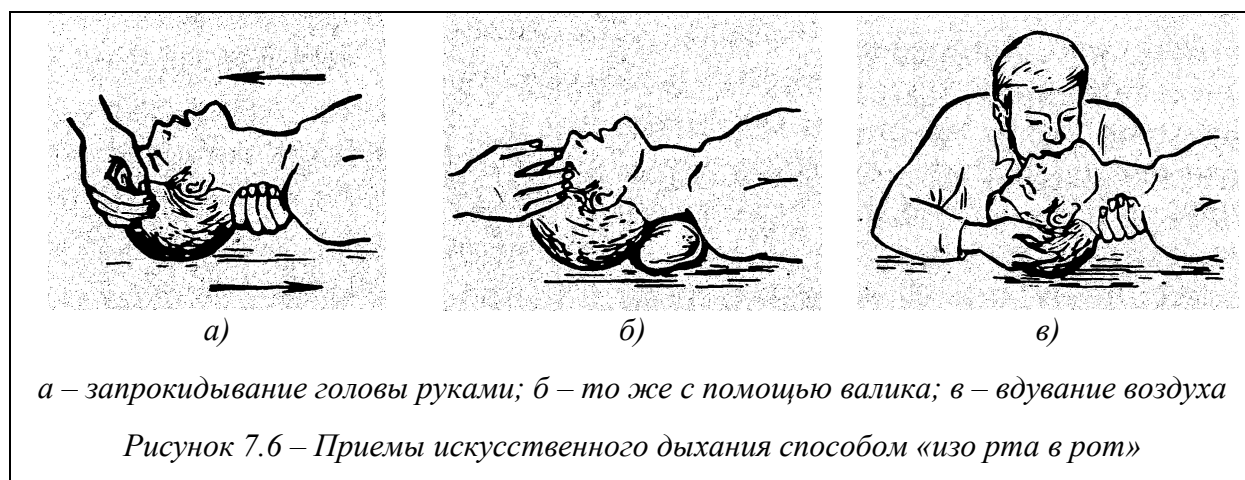 а)
б)
в)
а – запрокидывание головы руками; б – то же с помощью валика; в – вдувание воздуха
Рисунок 7.6 – Приемы искусственного дыхания способом «изо рта в рот»